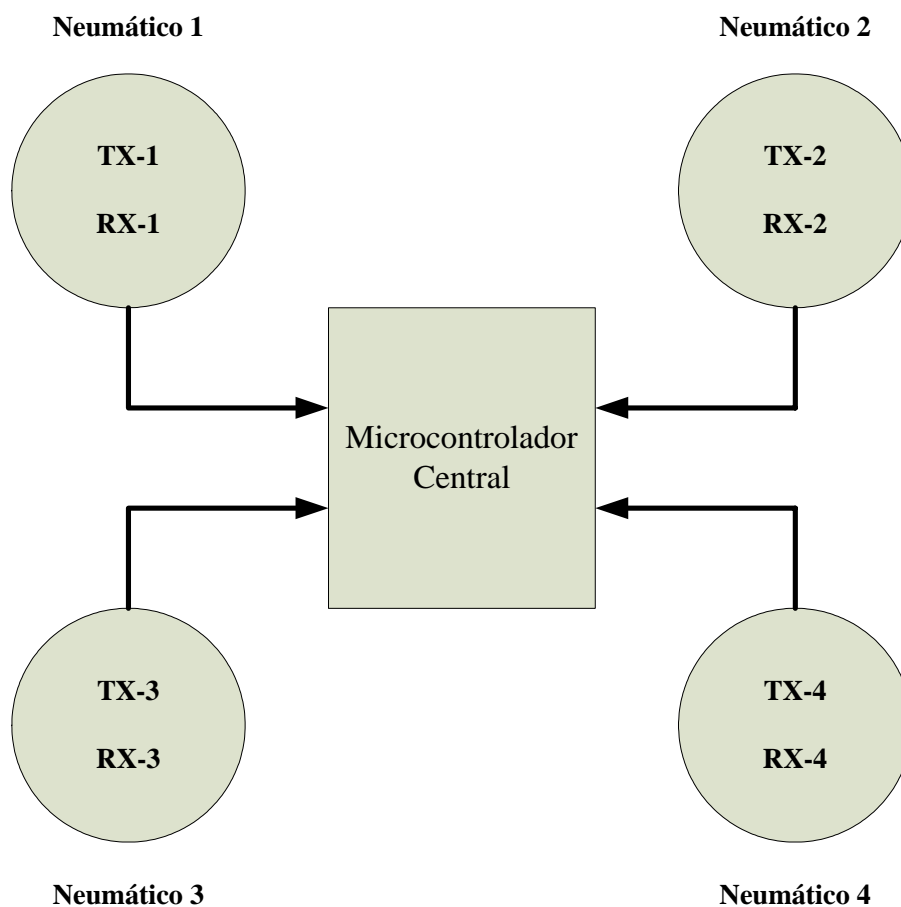 Neumático 1
Neumático 2
TX-1
RX-1
TX-2
RX-2
Microcontrolador
Central
TX-3
RX-3
TX-4
RX-4
Neumático 3
Neumático 4